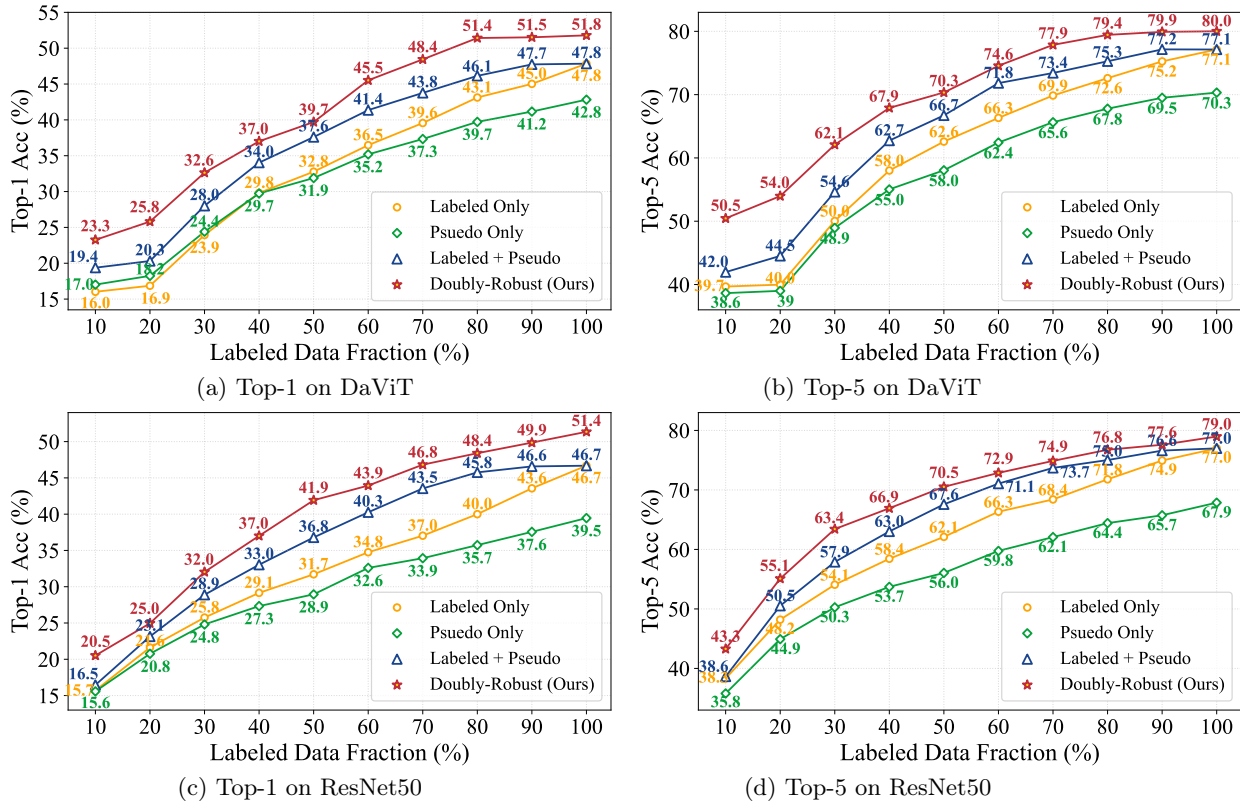 55
50
45
40
35
30
25
20
15
Top-1 Acc (%)
23.3 25.8 32.6 37.0 39.7 45.5 48.4 51.4 51.5 51.8
19.4 20.3 28.0 34.0 37.6 41.4 43.8 46.1 47.7 47.8
16.0 16.9 23.9 29.8 32.8 36.5 39.6 43.1 45.0 47.8
17.0 18.2 24.4 29.7 31.9 35.2 37.3 39.7 41.2 42.8
Labeled Only
Psuedo Only
Labeled + Pseudo
Doubly-Robust (Ours)
10 20 30 40 50 60 70 80 90 100
Labeled Data Fraction (%)
(a) Top-1 on DaViT
80
70
60
50
40
Top-5 Acc (%)
50.5 54.0 62.1 67.9 70.3 74.6 77.9 79.4 79.9 80.0
42.0 44.5 54.6 62.7 66.7 71.8 73.4 75.3 77.2 77.1
39.7 40.0 50.0 58.0 62.6 66.3 69.9 72.6 75.2 77.1
38.6 39 48.9 55.0 58.0 62.4 65.6 67.8 69.5 70.3
Labeled Only
Psuedo Only
Labeled + Pseudo
Doubly-Robust (Ours)
10 20 30 40 50 60 70 80 90 100
Labeled Data Fraction (%)
(b) Top-5 on DaViT
50
45
40
35
30
25
20
15
Top-1 Acc (%)
20.5 25.0 32.0 37.0 41.9 43.9 46.8 48.4 49.9 51.4
16.5 23.1 28.9 33.0 36.8 40.3 43.5 45.8 46.6 46.7
15.7 21.6 25.8 29.1 31.7 34.8 37.0 40.0 43.6 46.7
15.6 20.8 24.8 27.3 28.9 32.6 33.9 35.7 37.6 39.5
Labeled Only
Psuedo Only
Labeled + Pseudo
Doubly-Robust (Ours)
10 20 30 40 50 60 70 80 90 100
Labeled Data Fraction (%)
(c) Top-1 on ResNet50
80
70
60
50
40
Top-5 Acc (%)
43.3 55.1 63.4 66.9 70.5 72.9 74.9 76.8 77.6 79.0
38.6 50.5 57.9 63.0 67.6 71.1 73.7 75.0 76.6 77.0
48.2 54.1 58.4 62.1 66.3 68.4 71.8 74.9 77.0
35.8 44.9 50.3 53.7 56.0 59.8 62.1 64.4 65.7 67.9
Labeled Only
Psuedo Only
Labeled + Pseudo
Doubly-Robust (Ours)
10 20 30 40 50 60 70 80 90 100
Labeled Data Fraction (%)
(d) Top-5 on ResNet50